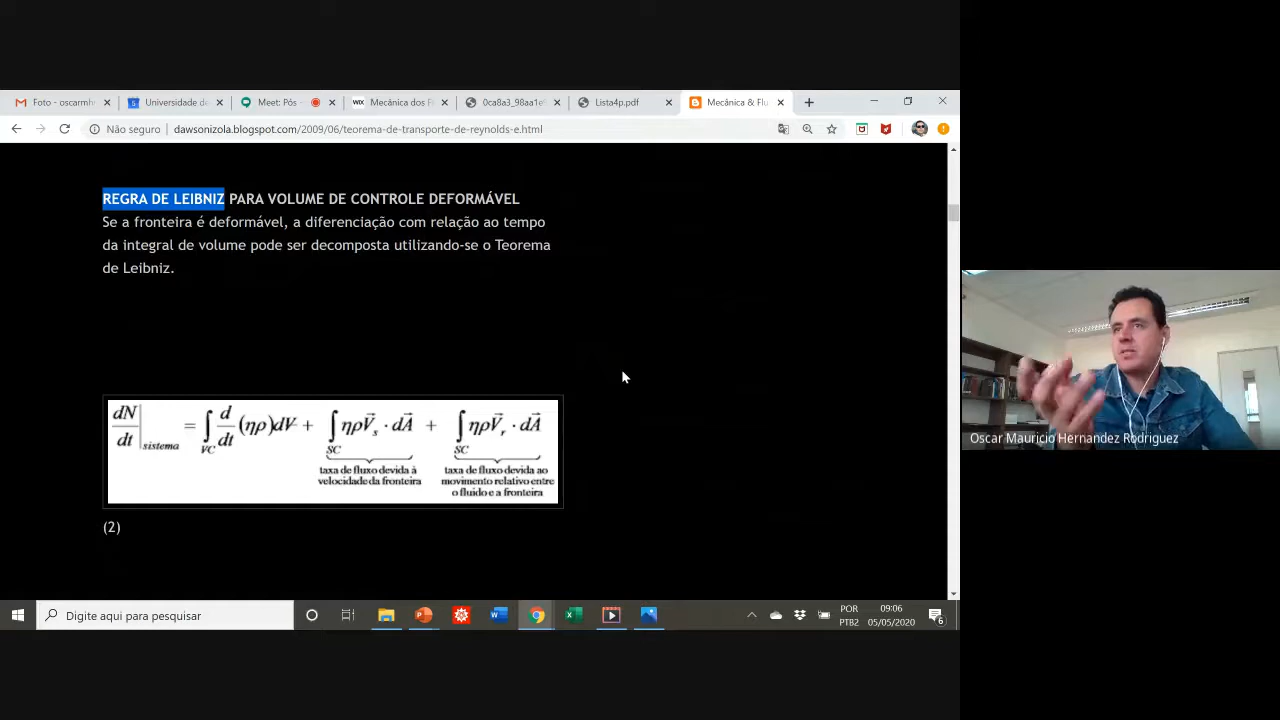 Foto - oscarmh
Universidade de
Meet: Pós -
Mecânica dos F
0ca8a3_98aa1e
Lista4p.pdf
Mecânica & Flu
Não seguro | dawsonizola.blogspot.com/2009/06/teorema-de-transporte-de-reynolds-e.html
REGRA DE LEIBNIZ PARA VOLUME DE CONTROLE DEFORMÁVEL
Se a fronteira é deformável, a diferenciação com relação ao tempo
da integral de volume pode ser decomposta utilizando-se o Teorema
de Leibniz.
dN/dt|sistema = ∫VC d/dt (ηρ)dV + ∫SC ηρV⃗s · dA⃗ + ∫SC ηρV⃗r · dA⃗
taxa de fluxo devida à
velocidade da fronteira
taxa de fluxo devida ao
movimento relativo entre
o fluido e a fronteira
(2)
Oscar Mauricio Hernandez Rodriguez
Digite aqui para pesquisar
POR
PTB2
09:06
05/05/2020
6